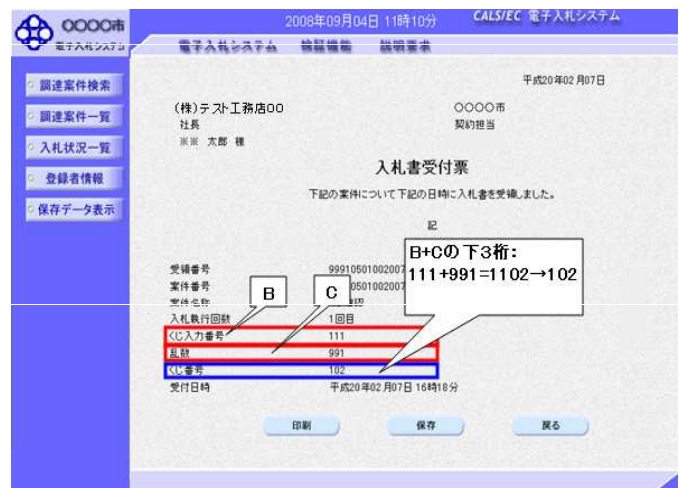 〇〇〇〇市
電子入札システム
2008年09月04日 11時10分
CALS/EC 電子入札システム
電子入札システム 検証機能 説明要求
調達案件検索
調達案件一覧
入札状況一覧
登録者情報
保存データ表示
平成20年02月07日
(株)テスト工務店〇〇
〇〇〇〇市
社長
契約担当
※※ 太郎 様
入札書受付票
下記の案件について下記の日時に入札書を受領しました。
記
B+Cの下3桁:
111+991=1102→102
B
C
受領番号 99910501002007
案件番号
案件名称
入札執行回数 1回目
くじ入力番号 111
乱数 991
くじ番号 102
受付日時 平成20年02月07日 16時18分
印刷 保存 戻る